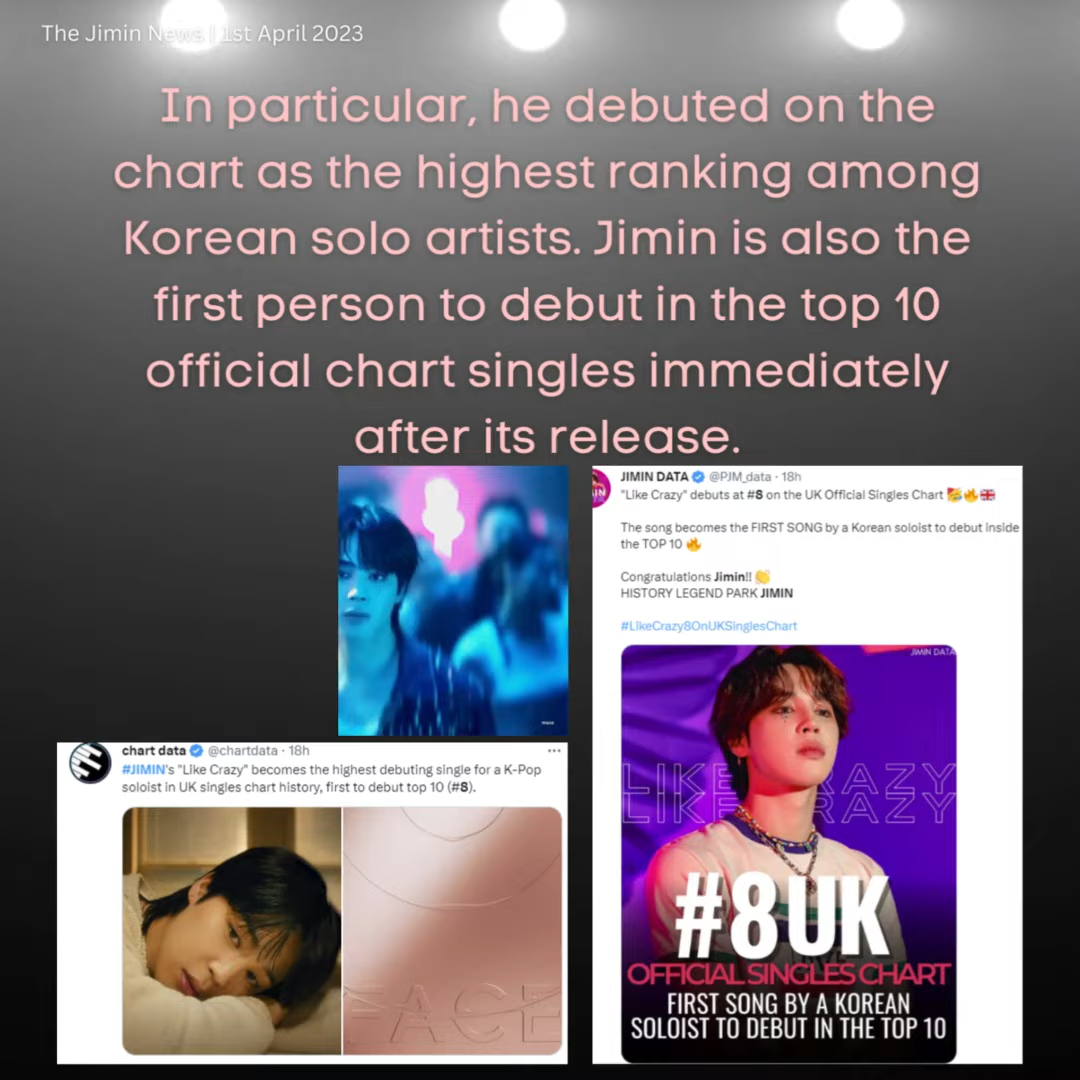 The Jimin News | 1st April 2023
In particular, he debuted on the
chart as the highest ranking among
Korean solo artists. Jimin is also the
first person to debut in the top 10
official chart singles immediately
after its release.
JIMIN DATA @PJM_data · 18h
"Like Crazy" debuts at #8 on the UK Official Singles Chart 🥳🔥🇬🇧
The song becomes the FIRST SONG by a Korean soloist to debut inside
the TOP 10 🔥
Congratulations Jimin!! 👏
HISTORY LEGEND PARK JIMIN
#LikeCrazy8OnUKSinglesChart
JIMIN DATA
LIKE CRAZY
LIKE CRAZY
#8 UK
OFFICIAL SINGLES CHART
FIRST SONG BY A KOREAN
SOLOIST TO DEBUT IN THE TOP 10
chart data @chartdata · 18h
#JIMIN's "Like Crazy" becomes the highest debuting single for a K-Pop
soloist in UK singles chart history, first to debut top 10 (#8).
FACE